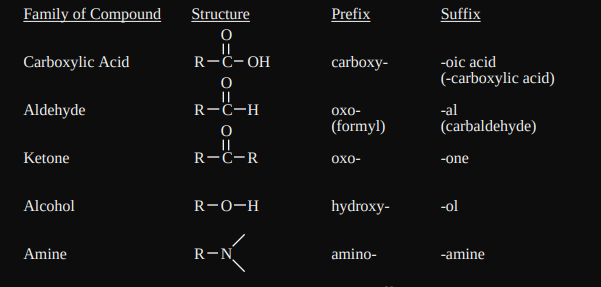 Family of Compound Structure Prefix Suffix
O
Carboxylic Acid R-C-OH carboxy- -oic acid
(-carboxylic acid)
O
Aldehyde R-C-H oxo- -al
(formyl) (carbaldehyde)
O
Ketone R-C-R oxo- -one
Alcohol R-O-H hydroxy- -ol
Amine R-N amino- -amine